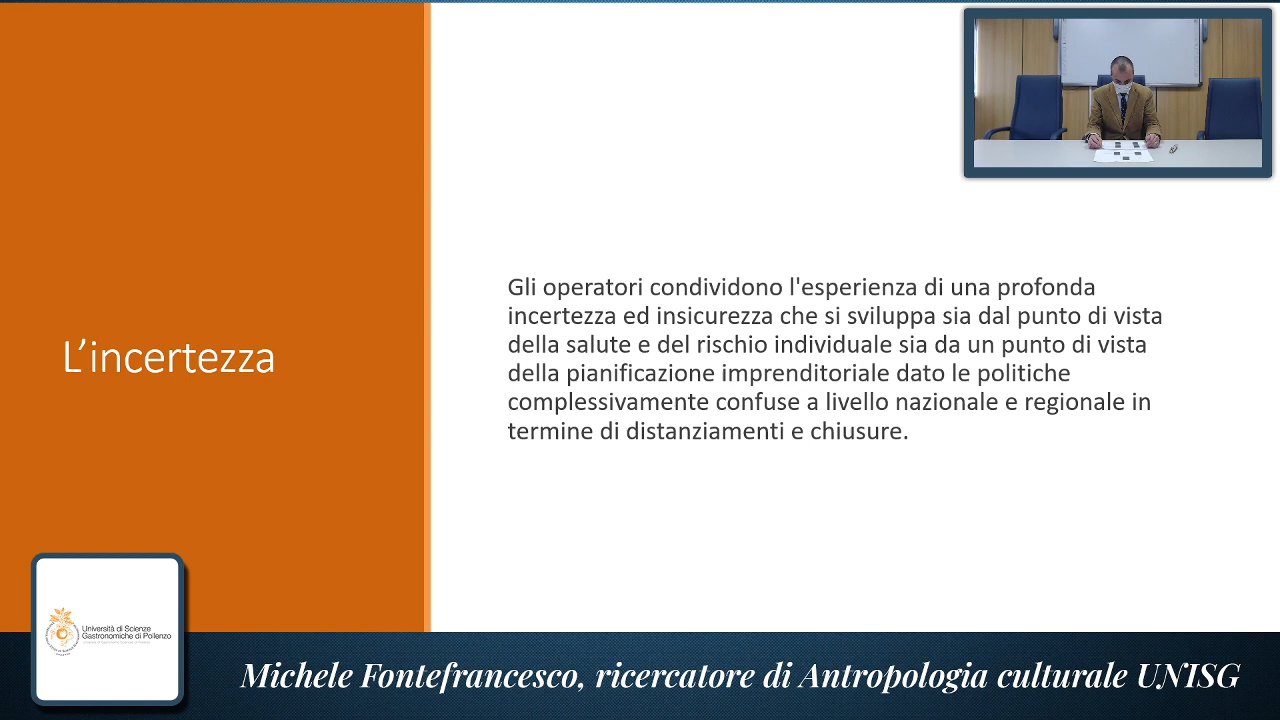 L’incertezza
Gli operatori condividono l'esperienza di una profonda
incertezza ed insicurezza che si sviluppa sia dal punto di vista
della salute e del rischio individuale sia da un punto di vista
della pianificazione imprenditoriale dato le politiche
complessivamente confuse a livello nazionale e regionale in
termine di distanziamenti e chiusure.
Università di Scienze
Gastronomiche di Pollenzo
Michele Fontefrancesco, ricercatore di Antropologia culturale UNISG